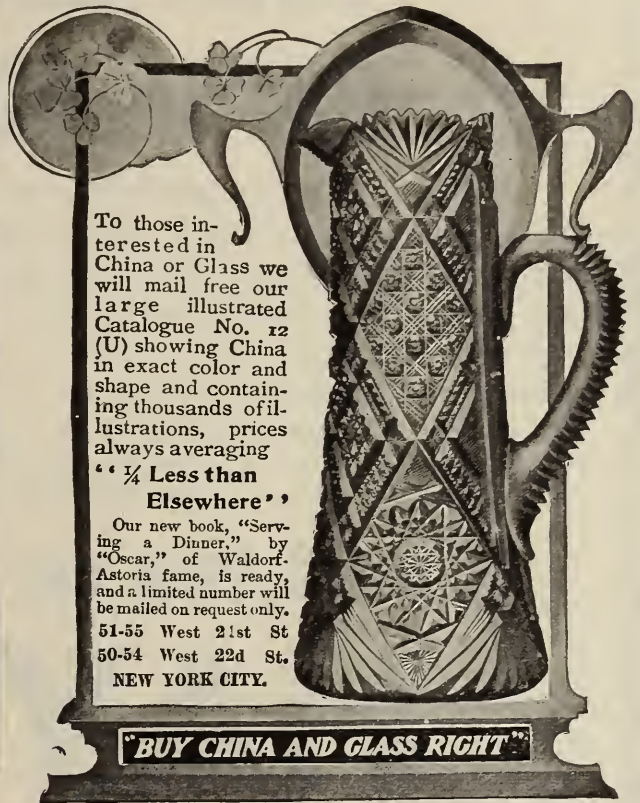 To those in-
terested in
China or Glass we
will mail free our
large illustrated
Catalogue No. 12
(U) showing China
in exact color and
shape and contain-
ing thousands of il-
lustrations, prices
always averaging
"¼ Less than
Elsewhere"
Our new book, "Serv-
ing a Dinner," by
"Oscar," of Waldorf-
Astoria fame, is ready,
and a limited number will
be mailed on request only.
51-55 West 21st St
50-54 West 22d St.
NEW YORK CITY.
"BUY CHINA AND GLASS RIGHT"